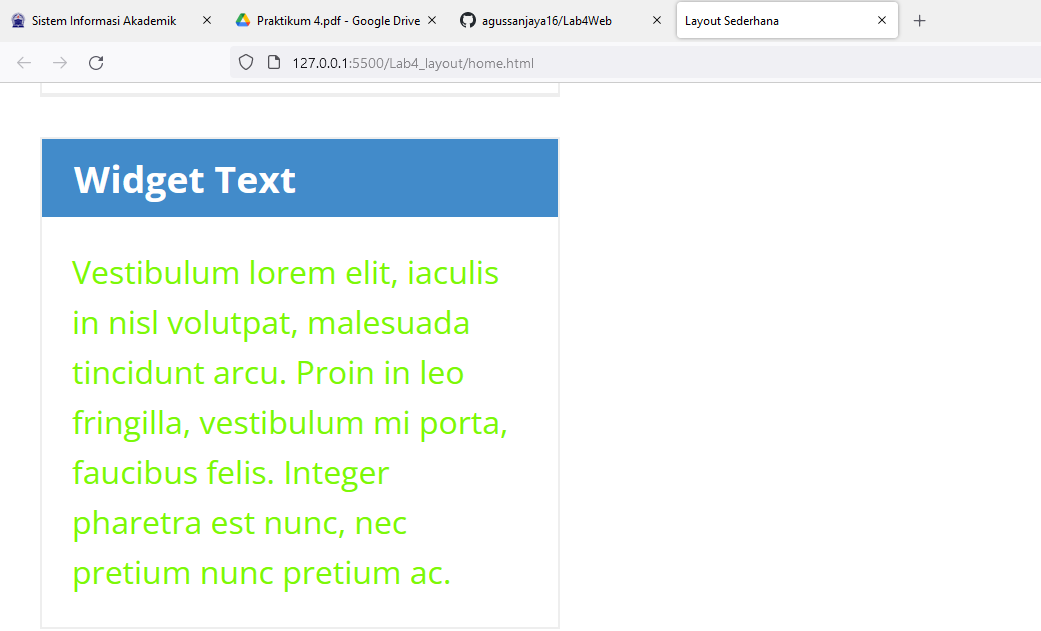 Sistem Informasi Akademik
Praktikum 4.pdf - Google Drive
agussanjaya16/Lab4Web
Layout Sederhana
127.0.0.1:5500/Lab4_layout/home.html
Widget Text
Vestibulum lorem elit, iaculis
in nisl volutpat, malesuada
tincidunt arcu. Proin in leo
fringilla, vestibulum mi porta,
faucibus felis. Integer
pharetra est nunc, nec
pretium nunc pretium ac.